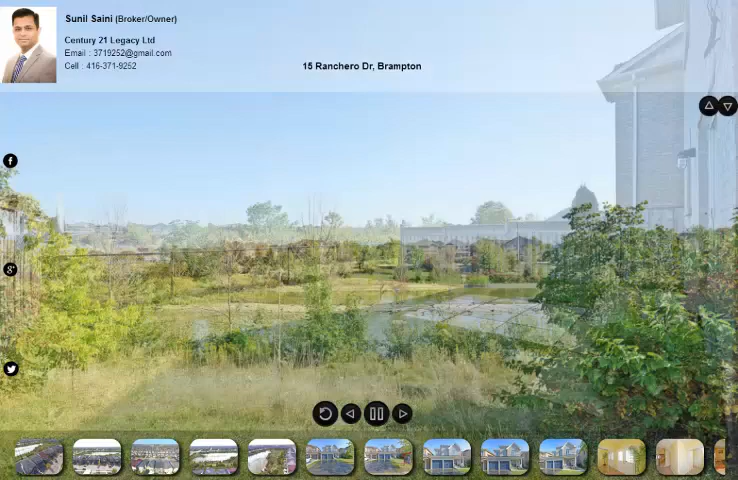 Sunil Saini (Broker/Owner)
Century 21 Legacy Ltd
Email : 3719252@gmail.com
Cell : 416-371-9252
15 Ranchero Dr, Brampton